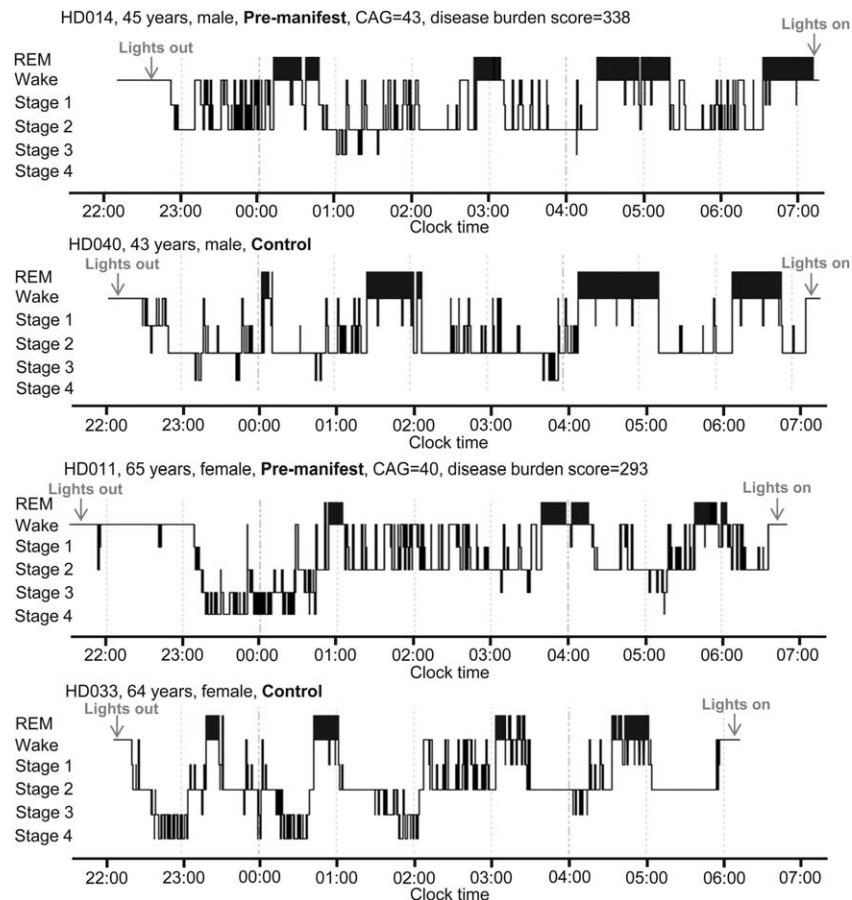 HD014, 45 years, male, Pre-manifest, CAG=43, disease burden score=338
Lights out
Lights on
REM
Wake
Stage 1
Stage 2
Stage 3
Stage 4
22:00 23:00 00:00 01:00 02:00 03:00 04:00 05:00 06:00 07:00
Clock time
HD040, 43 years, male, Control
Lights out
Lights on
REM
Wake
Stage 1
Stage 2
Stage 3
Stage 4
22:00 23:00 00:00 01:00 02:00 03:00 04:00 05:00 06:00 07:00
Clock time
HD011, 65 years, female, Pre-manifest, CAG=40, disease burden score=293
Lights out
Lights on
REM
Wake
Stage 1
Stage 2
Stage 3
Stage 4
22:00 23:00 00:00 01:00 02:00 03:00 04:00 05:00 06:00 07:00
Clock time
HD033, 64 years, female, Control
Lights out
Lights on
REM
Wake
Stage 1
Stage 2
Stage 3
Stage 4
22:00 23:00 00:00 01:00 02:00 03:00 04:00 05:00 06:00 07:00
Clock time